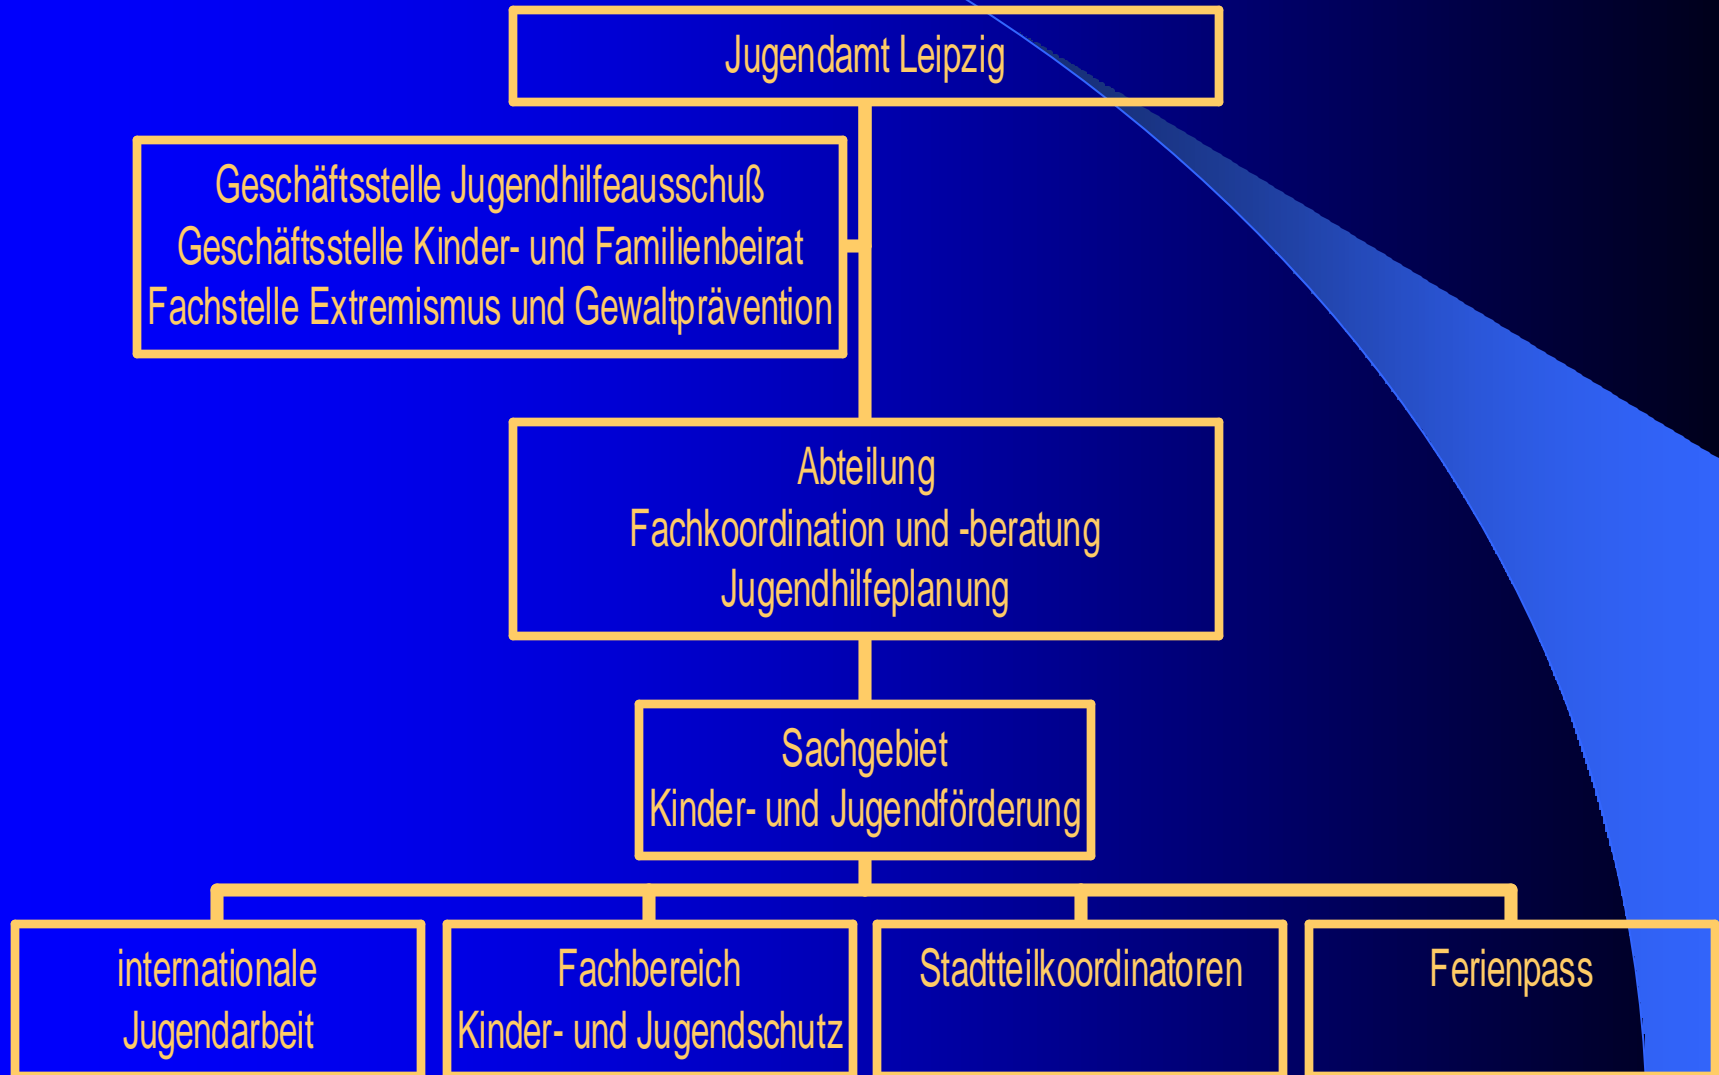 Jugendamt Leipzig
Geschäftsstelle Jugendhilfeausschuß
Geschäftsstelle Kinder- und Familienbeirat
Fachstelle Extremismus und Gewaltprävention
Abteilung
Fachkoordination und -beratung
Jugendhilfeplanung
Sachgebiet
Kinder- und Jugendförderung
internationale
Jugendarbeit
Fachbereich
Kinder- und Jugendschutz
Stadtteilkoordinatoren
Ferienpass